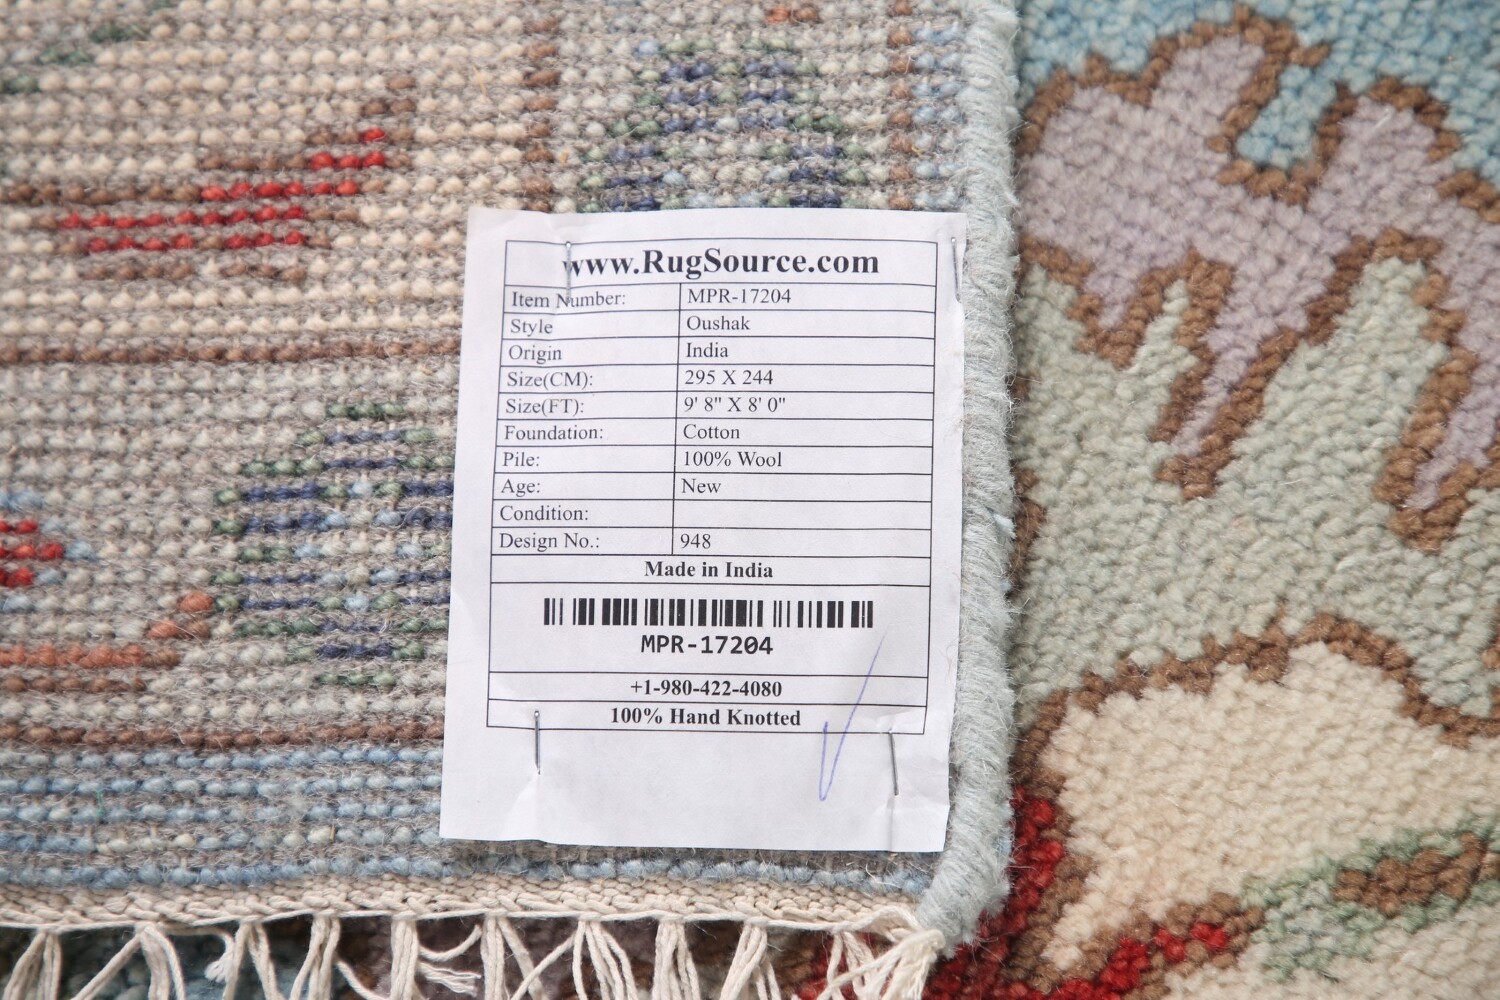 www.RugSource.com
Item Number: MPR-17204
Style Oushak
Origin India
Size(CM): 295 X 244
Size(FT): 9' 8" X 8' 0"
Foundation: Cotton
Pile: 100% Wool
Age: New
Condition:
Design No.: 948
Made in India
MPR-17204
+1-980-422-4080
100% Hand Knotted